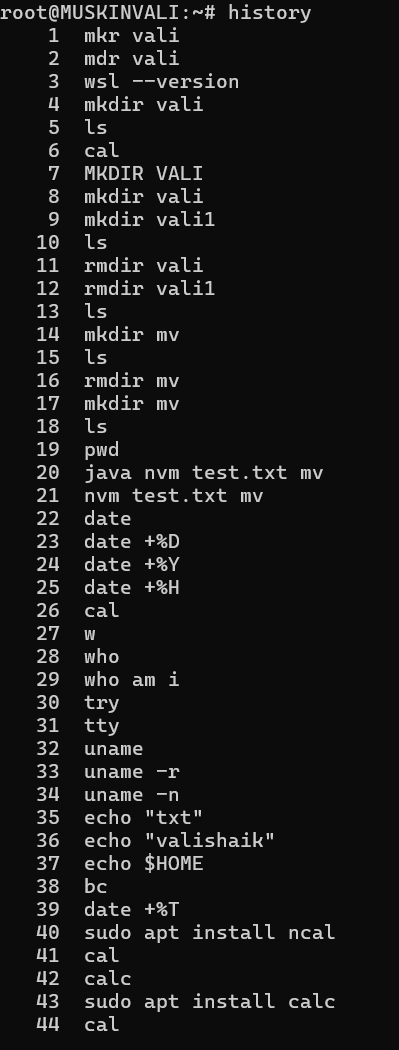 root@MUSKINVALI:~# history
    1  mkr vali
    2  mdr vali
    3  wsl --version
    4  mkdir vali
    5  ls
    6  cal
    7  MKDIR VALI
    8  mkdir vali
    9  mkdir vali1
   10  ls
   11  rmdir vali
   12  rmdir vali1
   13  ls
   14  mkdir mv
   15  ls
   16  rmdir mv
   17  mkdir mv
   18  ls
   19  pwd
   20  java nvm test.txt mv
   21  nvm test.txt mv
   22  date
   23  date +%D
   24  date +%Y
   25  date +%H
   26  cal
   27  w
   28  who
   29  who am i
   30  try
   31  tty
   32  uname
   33  uname -r
   34  uname -n
   35  echo "txt"
   36  echo "valishaik"
   37  echo $HOME
   38  bc
   39  date +%T
   40  sudo apt install ncal
   41  cal
   42  calc
   43  sudo apt install calc
   44  cal